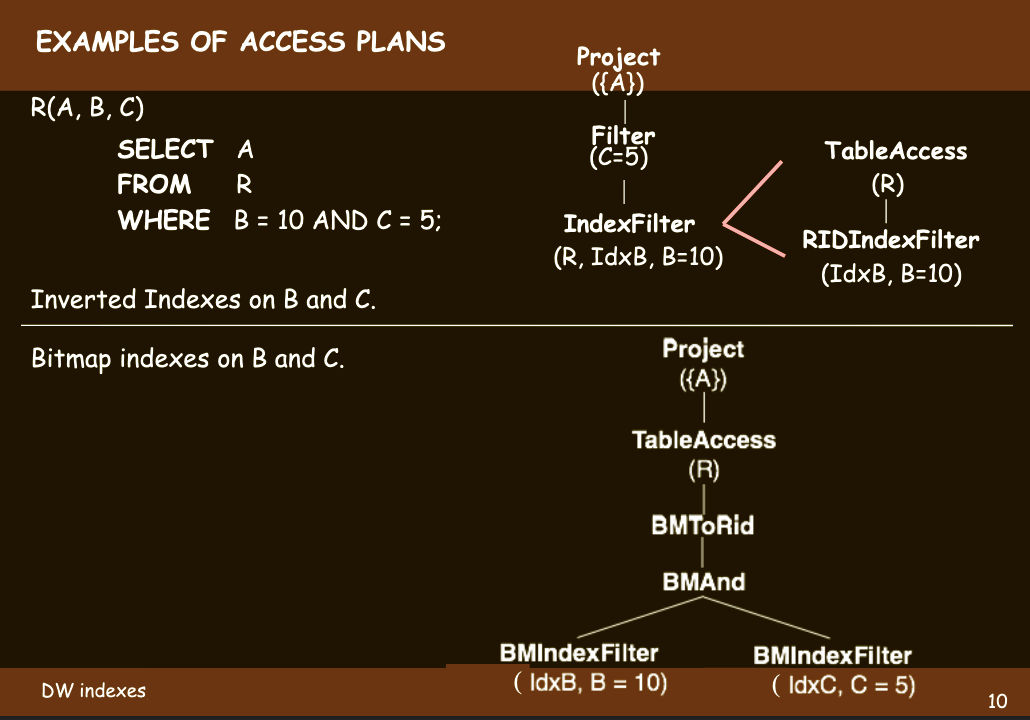 EXAMPLES OF ACCESS PLANS
R(A, B, C)
SELECT A
FROM R
WHERE B = 10 AND C = 5;
Inverted Indexes on B and C.
Project
({A})
Filter
(C=5)
IndexFilter
(R, IdxB, B=10)
TableAccess
(R)
RIDIndexFilter
(IdxB, B=10)
Bitmap indexes on B and C.
Project
({A})
TableAccess
(R)
BMToRid
BMAnd
BMIndexFilter
( IdxB, B = 10)
BMIndexFilter
( IdxC, C = 5)
DW indexes
10